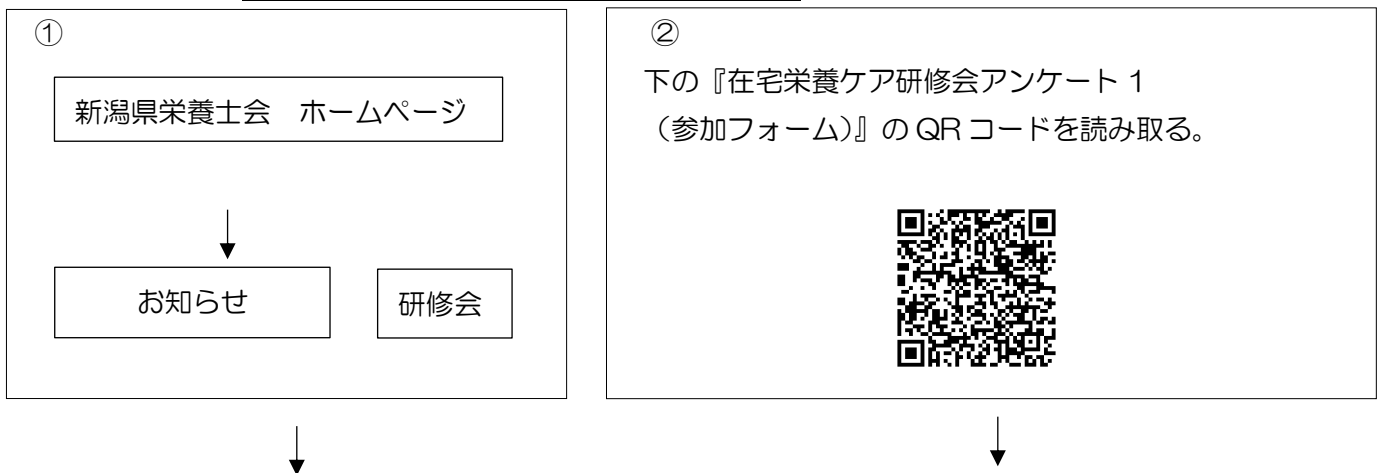 ①
新潟県栄養士会　ホームページ
お知らせ
研修会
②
下の『在宅栄養ケア研修会アンケート 1
（参加フォーム）』の QR コードを読み取る。